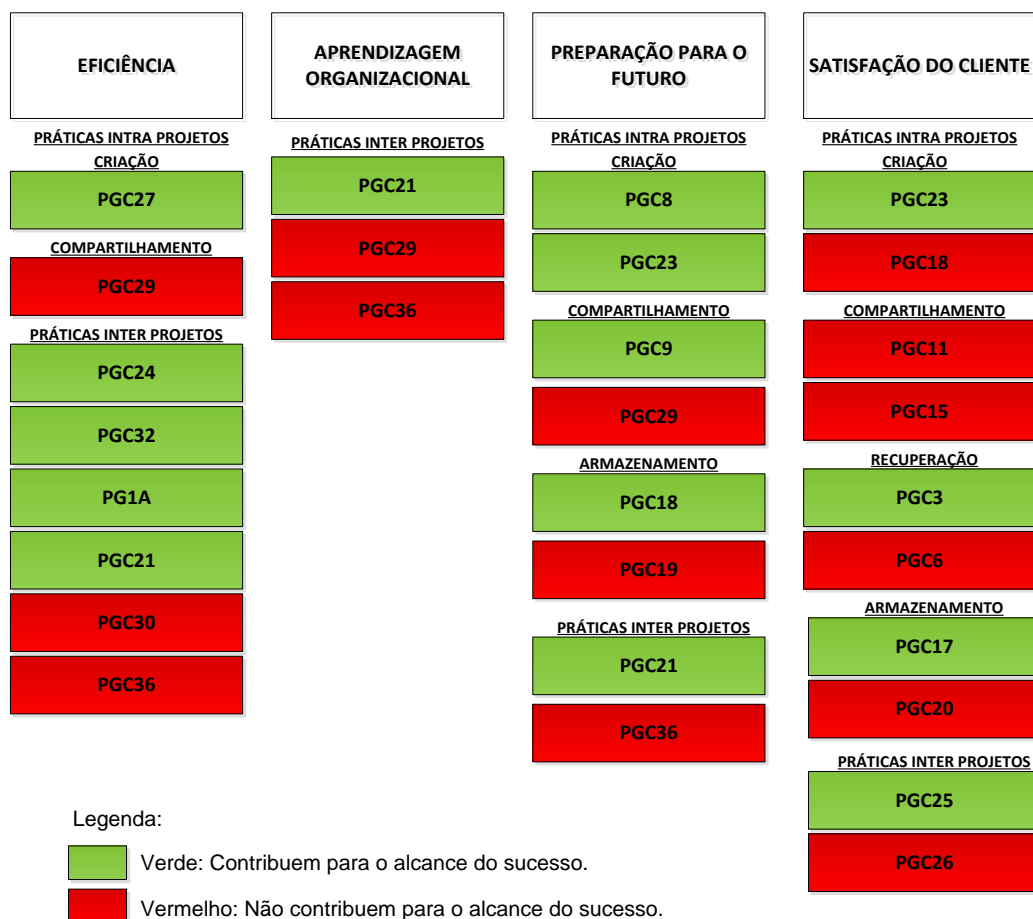 EFICIÊNCIA
PRÁTICAS INTRA PROJETOS
CRIAÇÃO
PGC27
COMPARTILHAMENTO
PGC29
PRÁTICAS INTER PROJETOS
PGC24
PGC32
PG1A
PGC21
PGC30
PGC36
APRENDIZAGEM
ORGANIZACIONAL
PRÁTICAS INTER PROJETOS
PGC21
PGC29
PGC36
PREPARAÇÃO PARA O
FUTURO
PRÁTICAS INTRA PROJETOS
CRIAÇÃO
PGC8
PGC23
COMPARTILHAMENTO
PGC9
PGC29
ARMAZENAMENTO
PGC18
PGC19
PRÁTICAS INTER PROJETOS
PGC21
PGC36
SATISFAÇÃO DO CLIENTE
PRÁTICAS INTRA PROJETOS
CRIAÇÃO
PGC23
PGC18
COMPARTILHAMENTO
PGC11
PGC15
RECUPERAÇÃO
PGC3
PGC6
ARMAZENAMENTO
PGC17
PGC20
PRÁTICAS INTER PROJETOS
PGC25
PGC26
Legenda:
Verde: Contribuem para o alcance do sucesso.
Vermelho: Não contribuem para o alcance do sucesso.